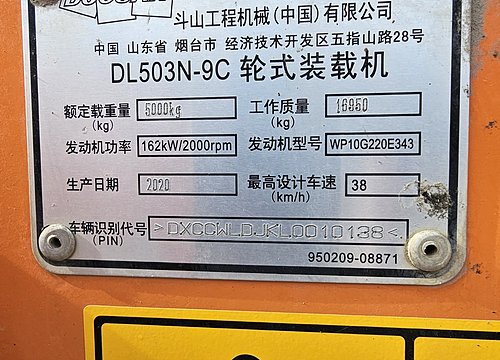 斗山工程机械(中国)有限公司
中国 山东省 烟台市 经济技术开发区五指山路28号
DL503N-9C 轮式装载机
额定载重量 (kg) 5000kg 工作质量 (kg) 16950
发动机功率 162kW/2000rpm 发动机型号 WP10G220E343
生产日期 2020 最高设计车速 (km/h) 38
车辆识别代号 (PIN) >DXCCWLDJKL0010138<
950209-08871